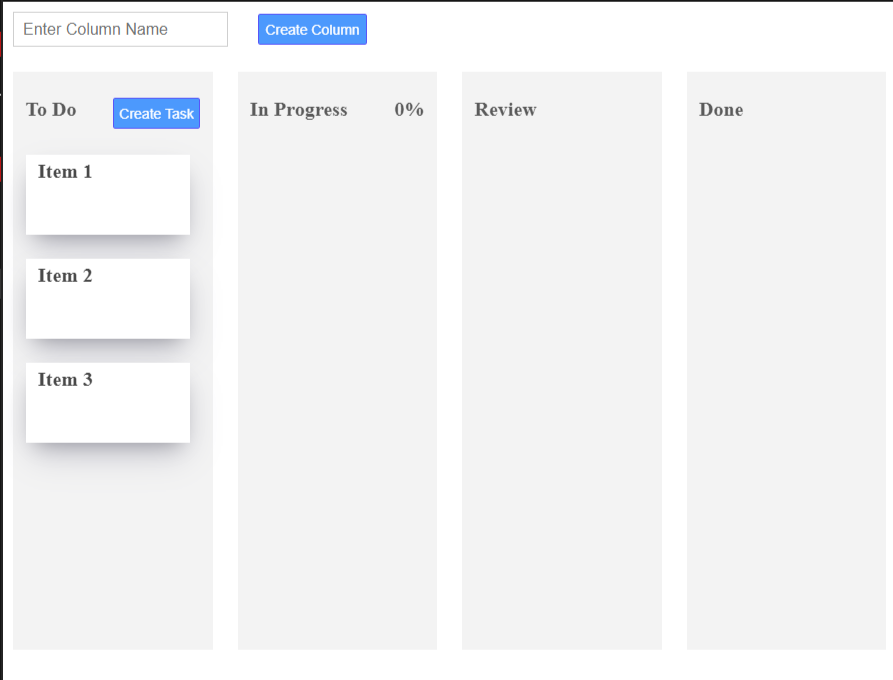 Enter Column Name Create Column
To Do Create Task In Progress 0% Review Done
Item 1
Item 2
Item 3